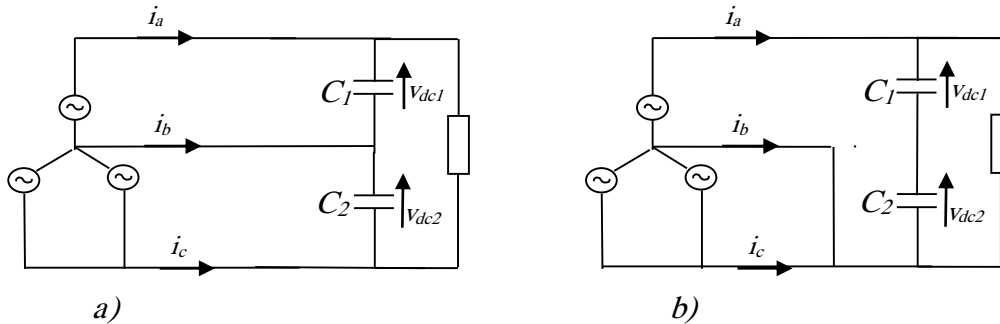 i_a
i_b
i_c
C_1
v_dc1
C_2
v_dc2
a)
i_a
i_b
i_c
C_1
v_dc1
C_2
v_dc2
b)